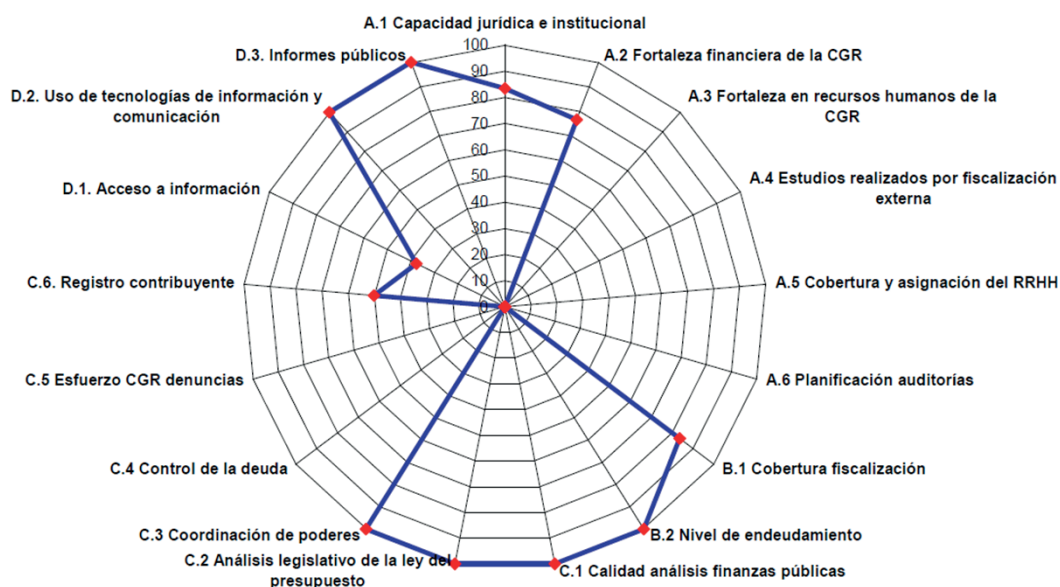 A.1 Capacidad jurídica e institucional
A.2 Fortaleza financiera de la CGR
A.3 Fortaleza en recursos humanos de la
CGR
A.4 Estudios realizados por fiscalización
externa
A.5 Cobertura y asignación del RRHH
A.6 Planificación auditorías
B.1 Cobertura fiscalización
B.2 Nivel de endeudamiento
C.1 Calidad análisis finanzas públicas
C.2 Análisis legislativo de la ley del
presupuesto
C.3 Coordinación de poderes
C.4 Control de la deuda
C.5 Esfuerzo CGR denuncias
C.6. Registro contribuyente
D.1. Acceso a información
D.2. Uso de tecnologías de información y
comunicación
D.3. Informes públicos
100
90
80
70
60
50
40
30
20
10
0